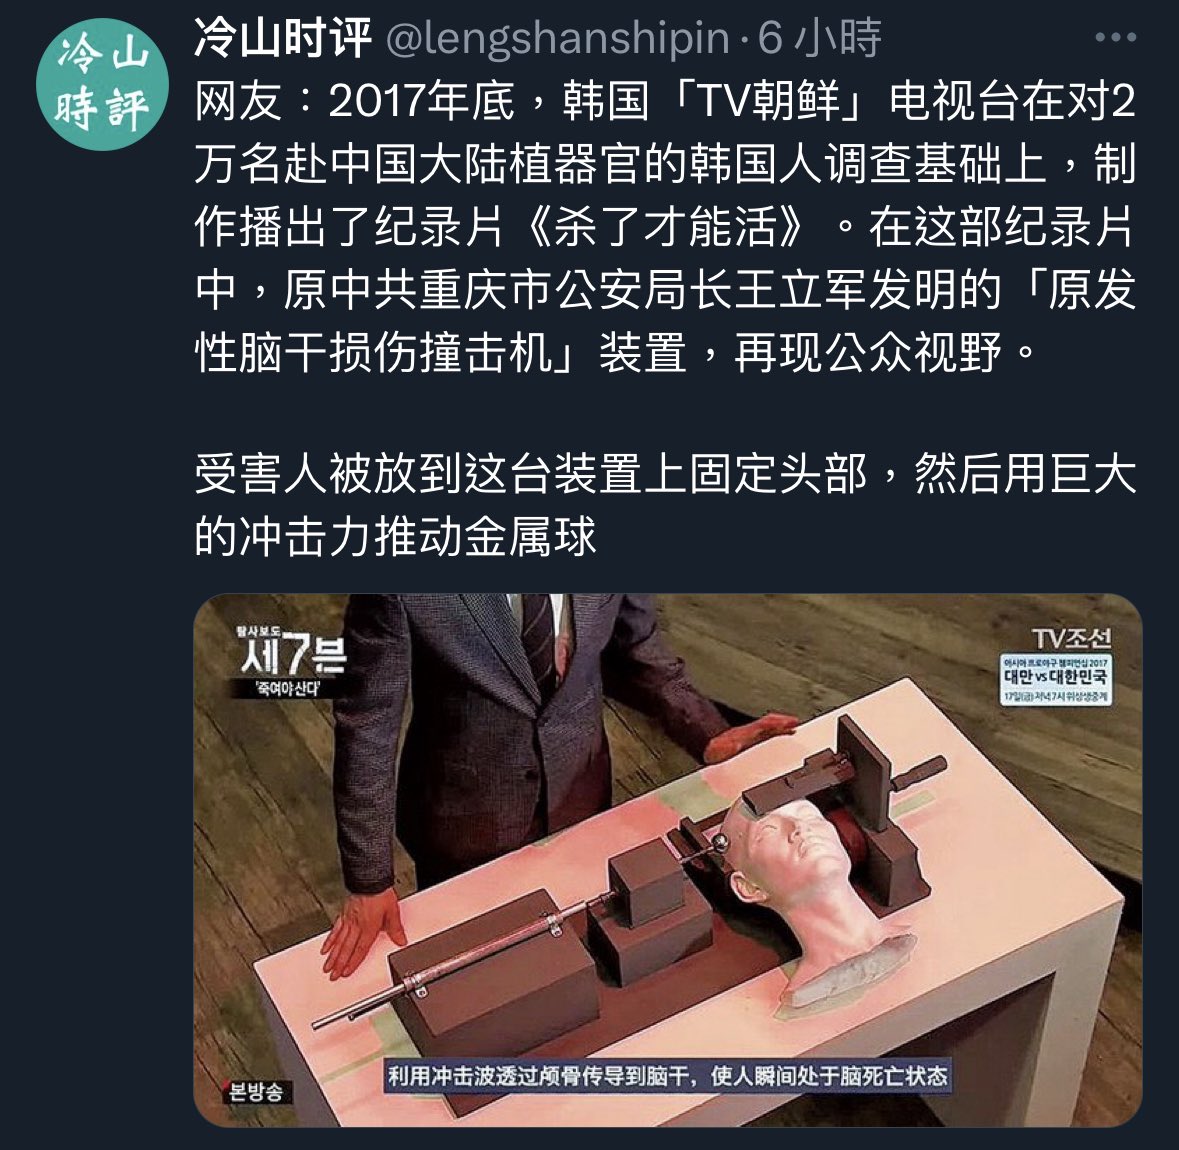 冷山时评 @lengshanshipin · 6 小時
网友：2017年底，韩国「TV朝鲜」电视台在对2
万名赴中国大陆植器官的韩国人调查基础上，制
作播出了纪录片《杀了才能活》。在这部纪录片
中，原中共重庆市公安局长王立军发明的「原发
性脑干损伤撞击机」装置，再现公众视野。
受害人被放到这台装置上固定头部，然后用巨大
的冲击力推动金属球
冷山
時評
탐사보도
세7븐
'죽여야 산다'
TV조선
아시아 프로야구 챔피언십 2017
대만 vs 대한민국
17일(금) 저녁 7시 위성생중계
利用冲击波透过颅骨传导到脑干，使人瞬间处于脑死亡状态
본방송